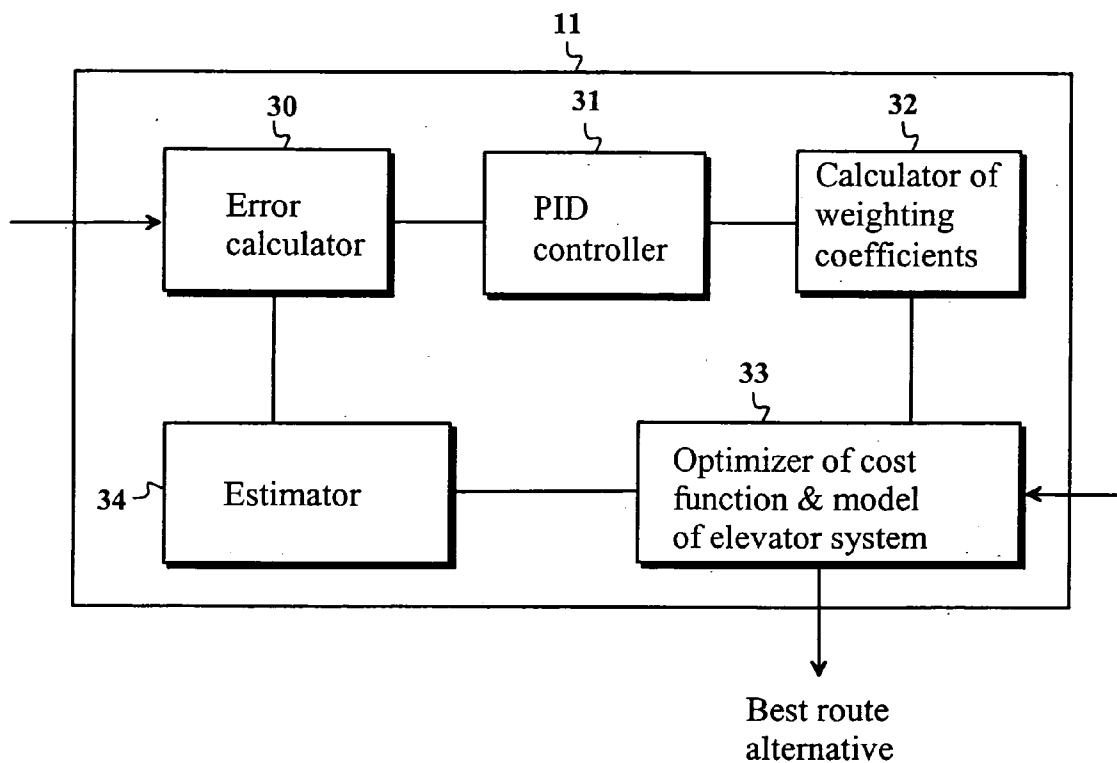 11
30
31
32
Error
calculator
PID
controller
Calculator of
weighting
coefficients
33
34
Estimator
Optimizer of cost
function & model
of elevator system
Best route
alternative